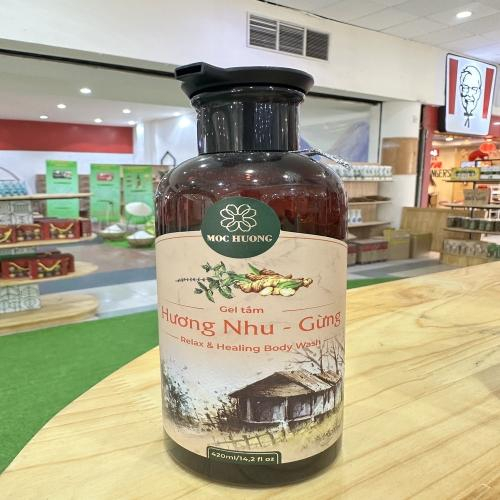 MOC HUONG
Gel tắm
Hương Nhu - Gừng
Relax & Healing Body Wash
420ml/14,2 fl oz